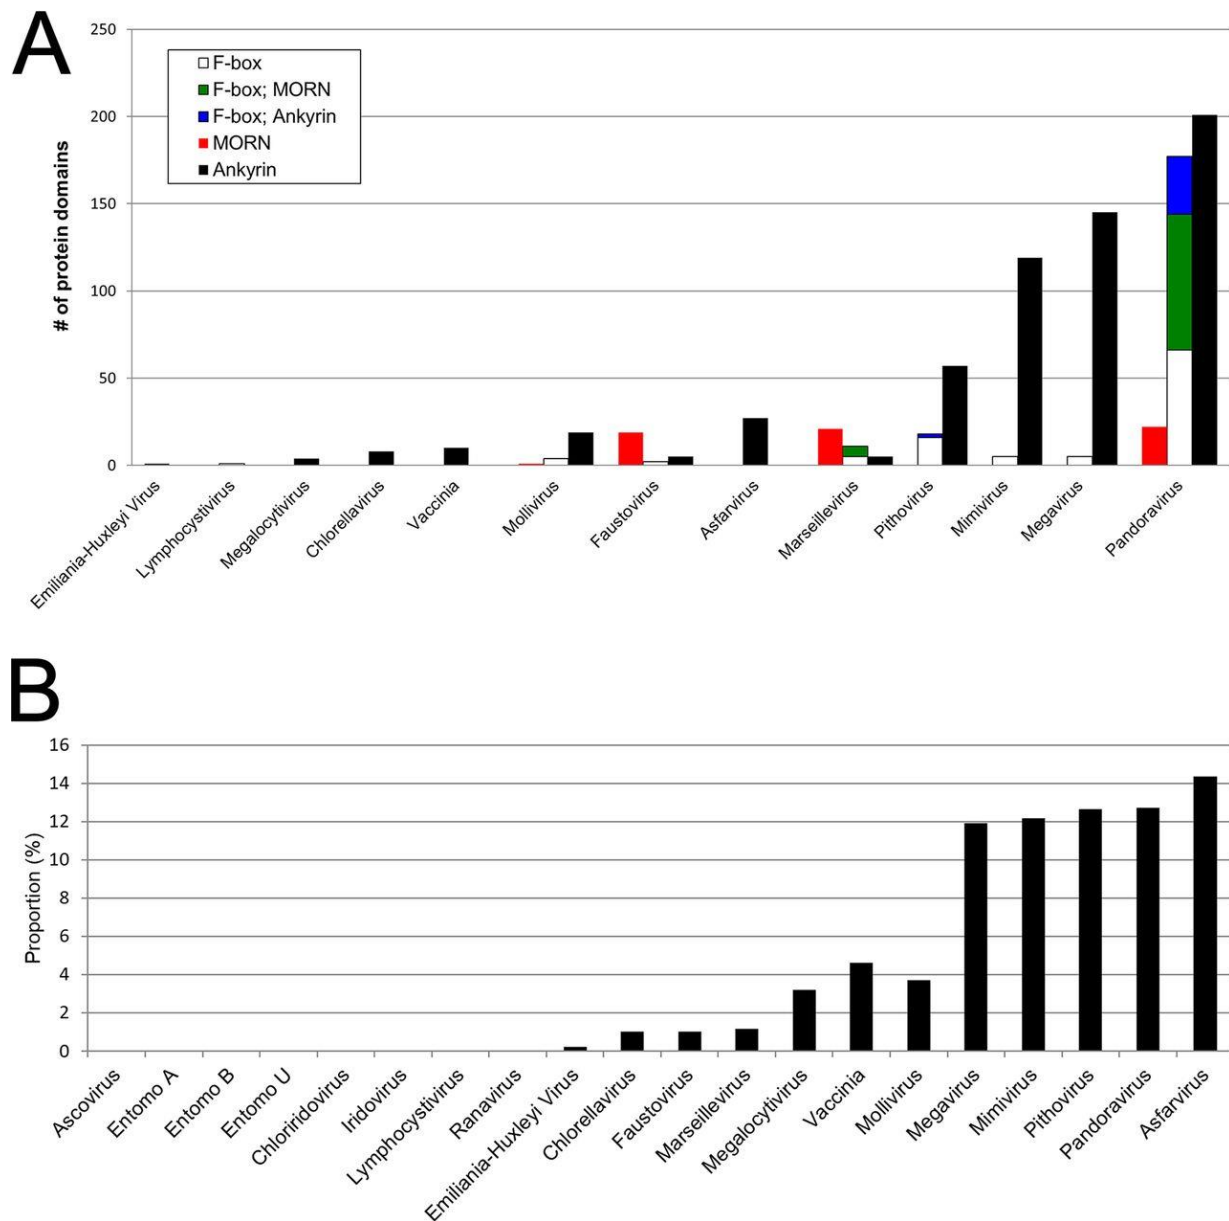 A
250
200
150
100
50
0
# of protein domains
F-box
F-box; MORN
F-box; Ankyrin
MORN
Ankyrin
Emiliania-Huxleyi Virus
Lymphocystivirus
Megalocytivirus
Chlorellavirus
Vaccinia
Mollivirus
Faustovirus
Asfarvirus
Marseillevirus
Pithovirus
Mimivirus
Megavirus
Pandoravirus
B
16
14
12
10
8
6
4
2
0
Proportion (%)
Ascovirus
Entomo A
Entomo B
Entomo U
Chloriridovirus
Iridovirus
Lymphocystivirus
Ranavirus
Emiliania-Huxleyi Virus
Chlorellavirus
Faustovirus
Marseillevirus
Megalocytivirus
Vaccinia
Mollivirus
Megavirus
Mimivirus
Pithovirus
Pandoravirus
Asfarvirus